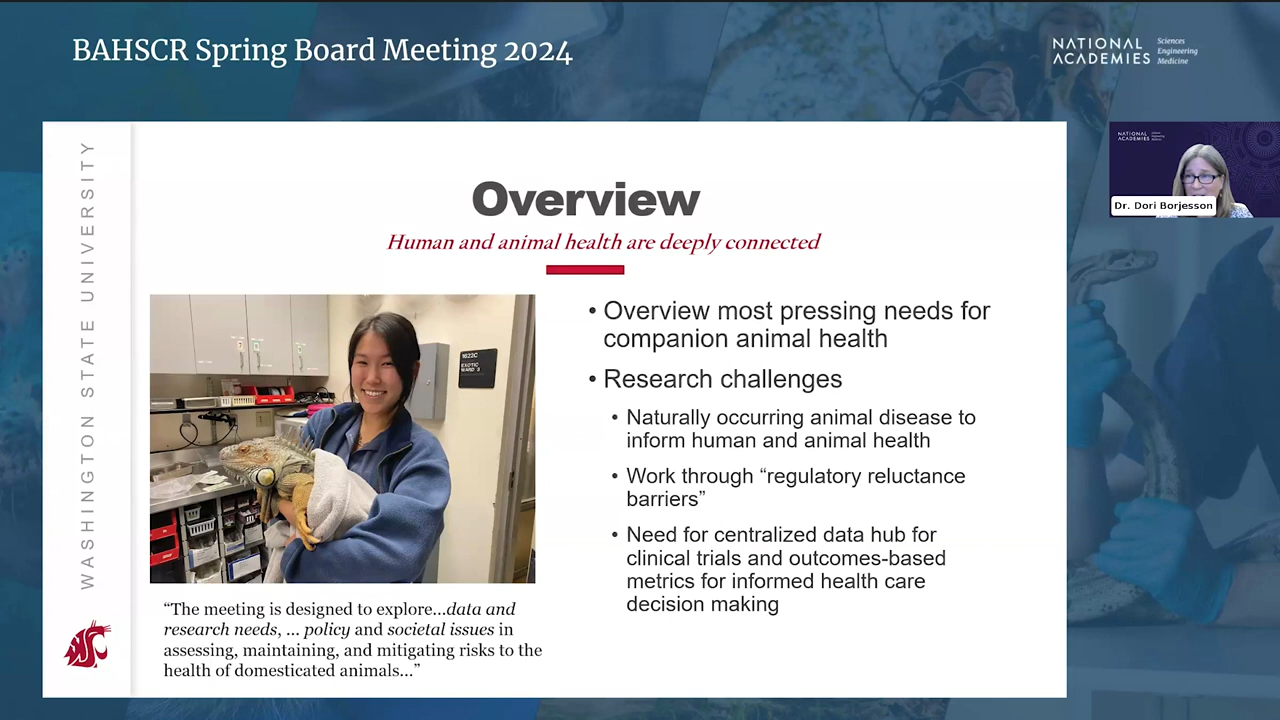 BAHSCR Spring Board Meeting 2024
NATIONAL
ACADEMIES
Sciences
Engineering
Medicine
WASHINGTON STATE UNIVERSITY
Overview
Human and animal health are deeply connected
1622C
EXOTIC
WARD 3
• Overview most pressing needs for
companion animal health
• Research challenges
• Naturally occurring animal disease to
inform human and animal health
• Work through “regulatory reluctance
barriers”
• Need for centralized data hub for
clinical trials and outcomes-based
metrics for informed health care
decision making
“The meeting is designed to explore...data and
research needs, ... policy and societal issues in
assessing, maintaining, and mitigating risks to the
health of domesticated animals...”
NATIONAL
ACADEMIES
Dr. Dori Borjesson